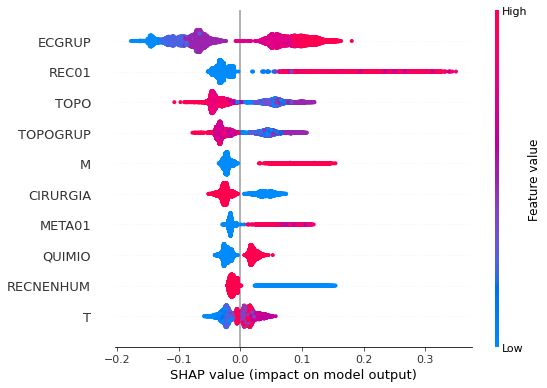 High
ECGRUP
REC01
TOPO
TOPOGRUP
M
CIRURGIA
META01
QUIMIO
RECNENHUM
T
Feature value
Low
−0.2 −0.1 0.0 0.1 0.2 0.3
SHAP value (impact on model output)